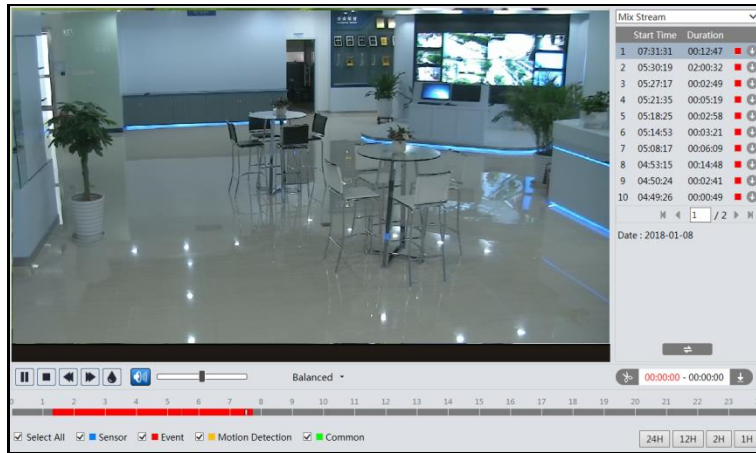 Mix Stream
Start Time Duration
1 07:31:31 00:12:47
2 05:30:19 02:00:32
3 05:27:17 00:02:49
4 05:21:35 00:05:19
5 05:18:25 00:02:58
6 05:14:53 00:03:21
7 05:08:17 00:06:09
8 04:53:15 00:14:48
9 04:50:24 00:02:41
10 04:49:26 00:00:49
1 / 2
Date : 2018-01-08
Balanced
00:00:00 - 00:00:00
0 1 2 3 4 5 6 7 8 9 10 11 12 13 14 15 16 17 18 19 20 21 22 23
Select All Sensor Event Motion Detection Common
24H 12H 2H 1H